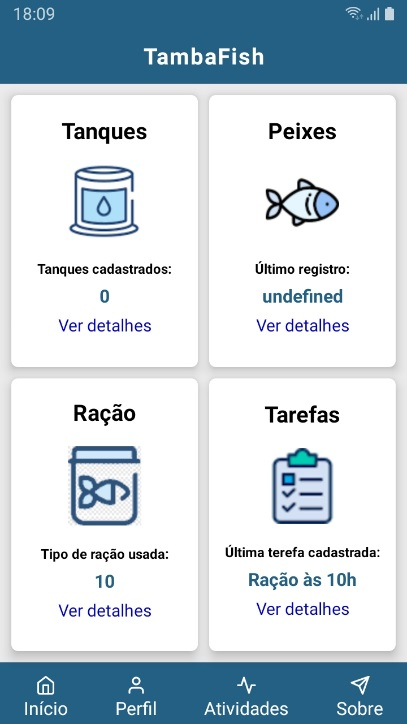 18:09
TambaFish
Tanques
Tanques cadastrados:
0
Ver detalhes
Peixes
Último registro:
undefined
Ver detalhes
Ração
Tipo de ração usada:
10
Ver detalhes
Tarefas
Última terefa cadastrada:
Ração às 10h
Ver detalhes
Início
Perfil
Atividades
Sobre